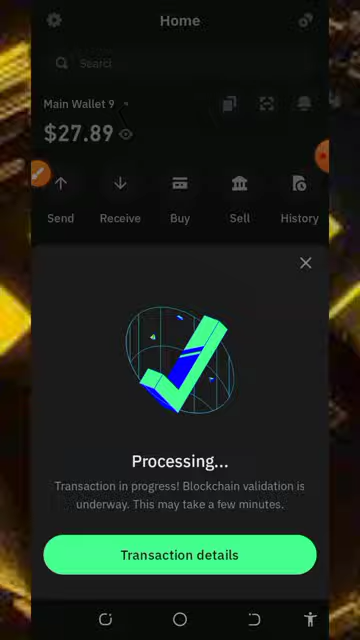 Home
Search
Main Wallet 9
$27.89
Send Receive Buy Sell History
Processing...
Transaction in progress! Blockchain validation is
underway. This may take a few minutes.
Transaction details